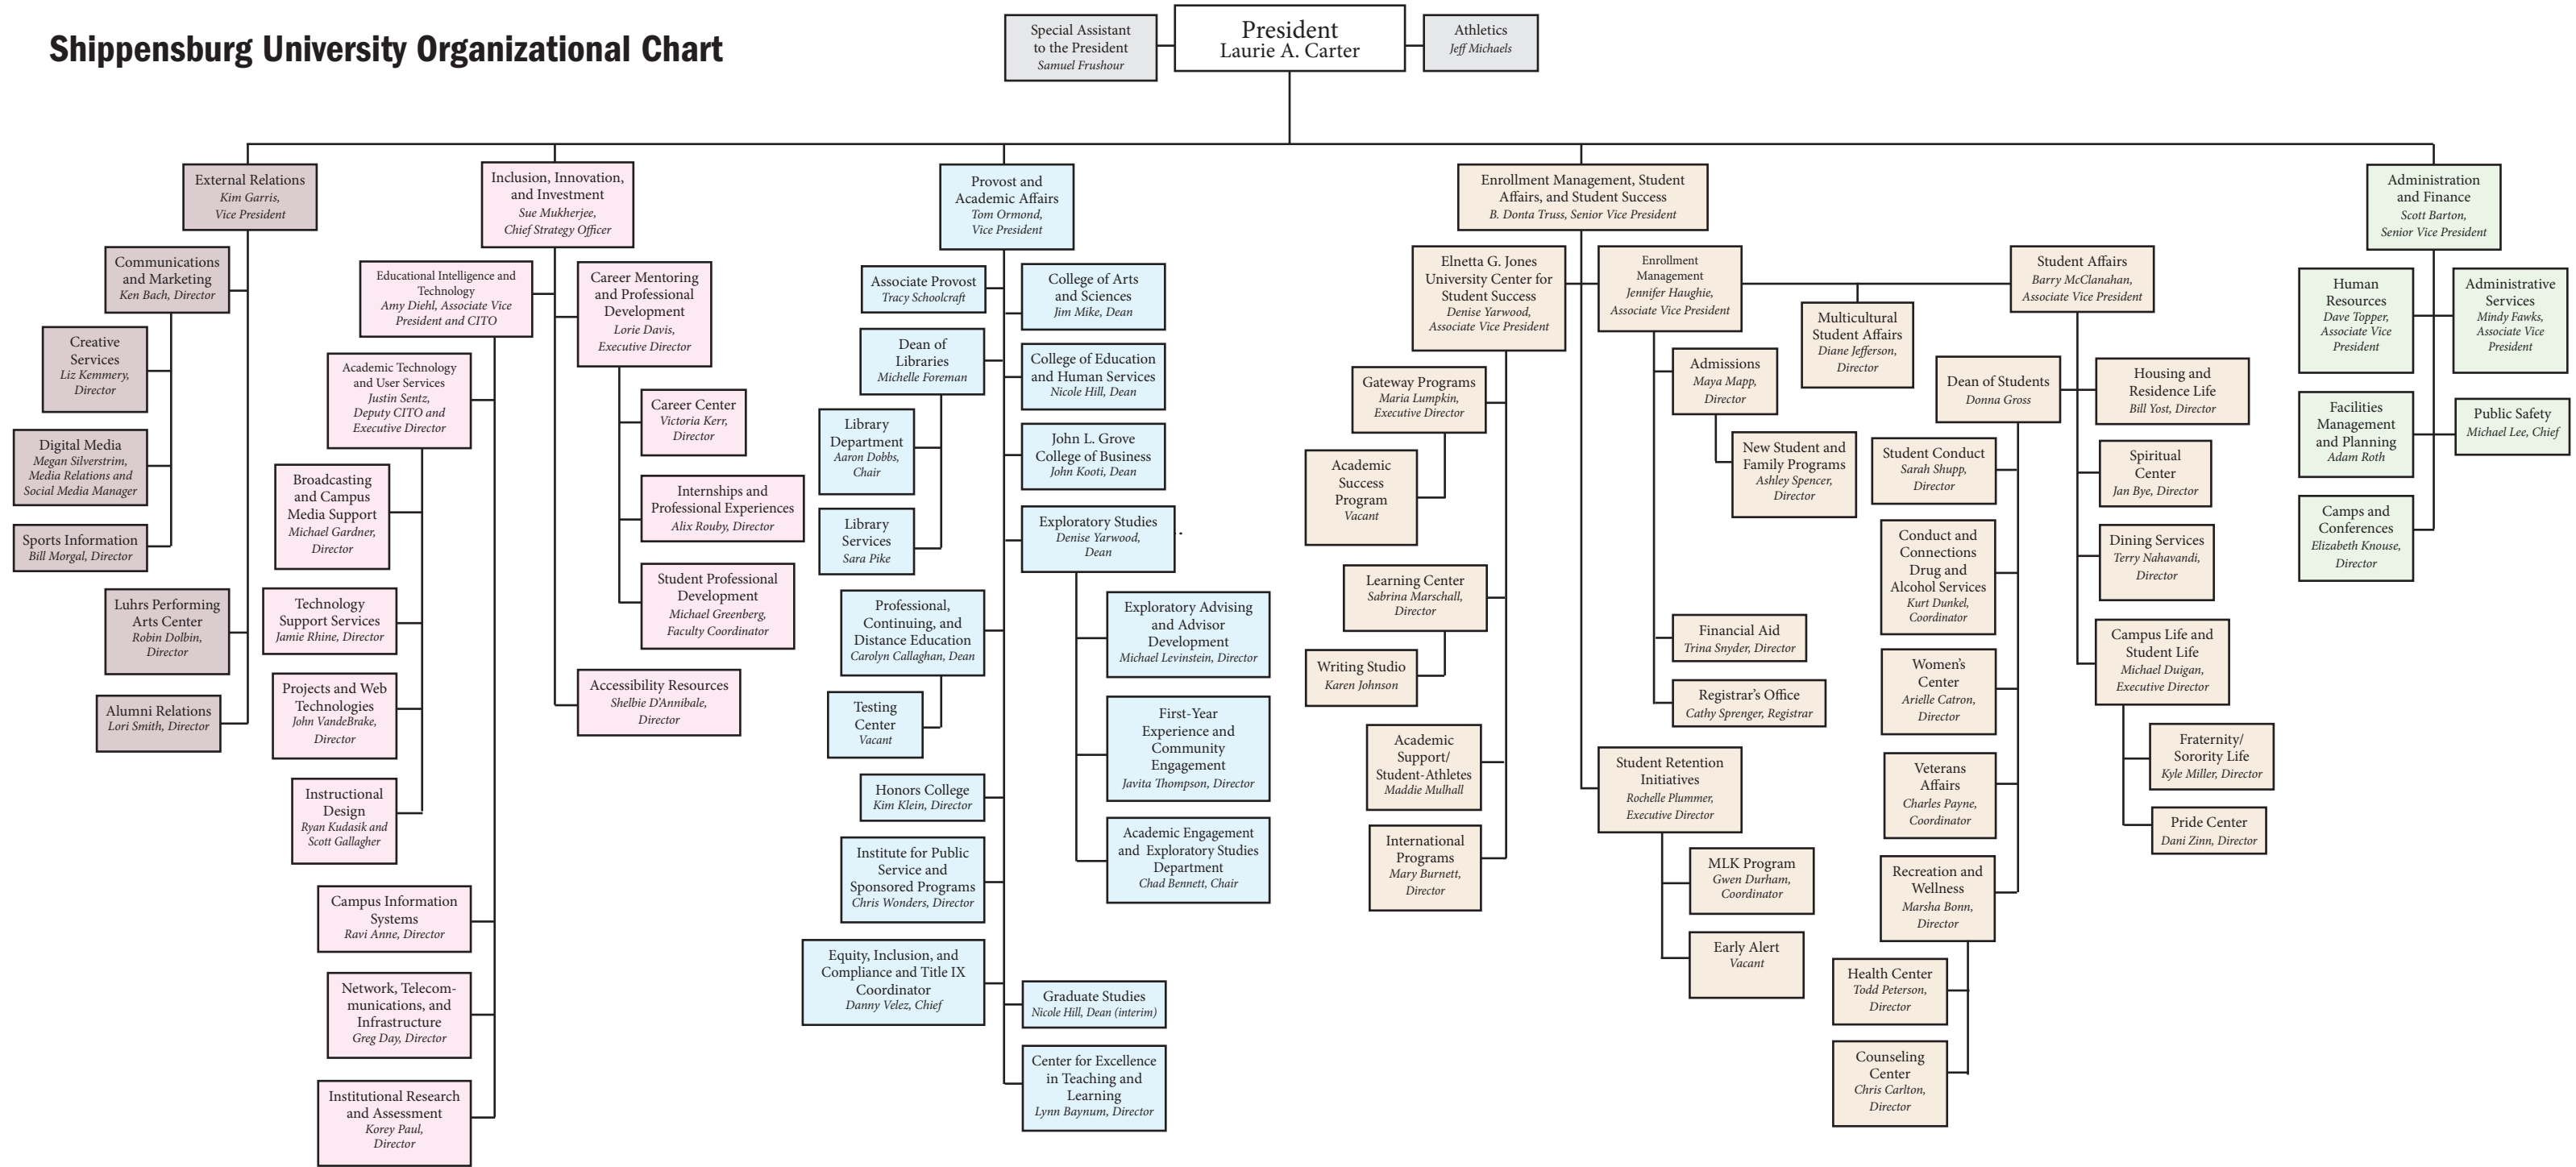 Shippensburg University Organizational Chart
Special Assistant
to the President
Samuel Frushour
President
Laurie A. Carter
Athletics
Jeff Michaels
External Relations
Kim Garris,
Vice President
Communications
and Marketing
Ken Bach, Director
Creative
Services
Liz Kemmery,
Director
Digital Media
Megan Silverstrim,
Media Relations and
Social Media Manager
Sports Information
Bill Morgal, Director
Luhrs Performing
Arts Center
Robin Dolbin,
Director
Alumni Relations
Lori Smith, Director
Inclusion, Innovation,
and Investment
Sue Mukherjee,
Chief Strategy Officer
Educational Intelligence and
Technology
Amy Diehl, Associate Vice
President and CITO
Academic Technology
and User Services
Justin Sentz,
Deputy CITO and
Executive Director
Broadcasting
and Campus
Media Support
Michael Gardner,
Director
Technology
Support Services
Jamie Rhine, Director
Projects and Web
Technologies
John VandeBrake,
Director
Instructional
Design
Ryan Kudasik and
Scott Gallagher
Campus Information
Systems
Ravi Anne, Director
Network, Telecom-
munications, and
Infrastructure
Greg Day, Director
Institutional Research
and Assessment
Korey Paul,
Director
Career Mentoring
and Professional
Development
Lorie Davis,
Executive Director
Career Center
Victoria Kerr,
Director
Internships and
Professional Experiences
Alix Rouby, Director
Student Professional
Development
Michael Greenberg,
Faculty Coordinator
Accessibility Resources
Shelbie D'Annibale,
Director
Provost and
Academic Affairs
Tom Ormond,
Vice President
Associate Provost
Tracy Schoolcraft
Dean of
Libraries
Michelle Foreman
Library
Department
Aaron Dobbs,
Chair
Library
Services
Sara Pike
Professional,
Continuing, and
Distance Education
Carolyn Callaghan, Dean
Testing
Center
Vacant
Honors College
Kim Klein, Director
Institute for Public
Service and
Sponsored Programs
Chris Wonders, Director
Equity, Inclusion, and
Compliance and Title IX
Coordinator
Danny Velez, Chief
College of Arts
and Sciences
Jim Mike, Dean
College of Education
and Human Services
Nicole Hill, Dean
John L. Grove
College of Business
John Kooti, Dean
Exploratory Studies
Denise Yarwood,
Dean
Exploratory Advising
and Advisor
Development
Michael Levinstein, Director
First-Year
Experience and
Community
Engagement
Javita Thompson, Director
Academic Engagement
and Exploratory Studies
Department
Chad Bennett, Chair
Graduate Studies
Nicole Hill, Dean (interim)
Center for Excellence
in Teaching and
Learning
Lynn Baynum, Director
Enrollment Management, Student
Affairs, and Student Success
B. Donta Truss, Senior Vice President
Elnetta G. Jones
University Center for
Student Success
Denise Yarwood,
Associate Vice President
Gateway Programs
Maria Lumpkin,
Executive Director
Academic
Success
Program
Vacant
Learning Center
Sabrina Marschall,
Director
Writing Studio
Karen Johnson
Academic
Support/
Student-Athletes
Maddie Mulhall
International
Programs
Mary Burnett,
Director
Enrollment
Management
Jennifer Haughie,
Associate Vice President
Admissions
Maya Mapp,
Director
New Student and
Family Programs
Ashley Spencer,
Director
Financial Aid
Trina Snyder, Director
Registrar's Office
Cathy Sprenger, Registrar
Student Retention
Initiatives
Rochelle Plummer,
Executive Director
MLK Program
Gwen Durham,
Coordinator
Early Alert
Vacant
Multicultural
Student Affairs
Diane Jefferson,
Director
Student Affairs
Barry McClanahan,
Associate Vice President
Dean of Students
Donna Gross
Student Conduct
Sarah Shupp,
Director
Conduct and
Connections
Drug and
Alcohol Services
Kurt Dunkel,
Coordinator
Women's
Center
Arielle Catron,
Director
Veterans
Affairs
Charles Payne,
Coordinator
Recreation and
Wellness
Marsha Bonn,
Director
Health Center
Todd Peterson,
Director
Counseling
Center
Chris Carlton,
Director
Housing and
Residence Life
Bill Yost, Director
Spiritual
Center
Jan Bye, Director
Dining Services
Terry Nahavandi,
Director
Campus Life and
Student Life
Michael Duigan,
Executive Director
Fraternity/
Sorority Life
Kyle Miller, Director
Pride Center
Dani Zinn, Director
Administration
and Finance
Scott Barton,
Senior Vice President
Human
Resources
Dave Topper,
Associate Vice
President
Administrative
Services
Mindy Fawks,
Associate Vice
President
Facilities
Management
and Planning
Adam Roth
Public Safety
Michael Lee, Chief
Camps and
Conferences
Elizabeth Knouse,
Director